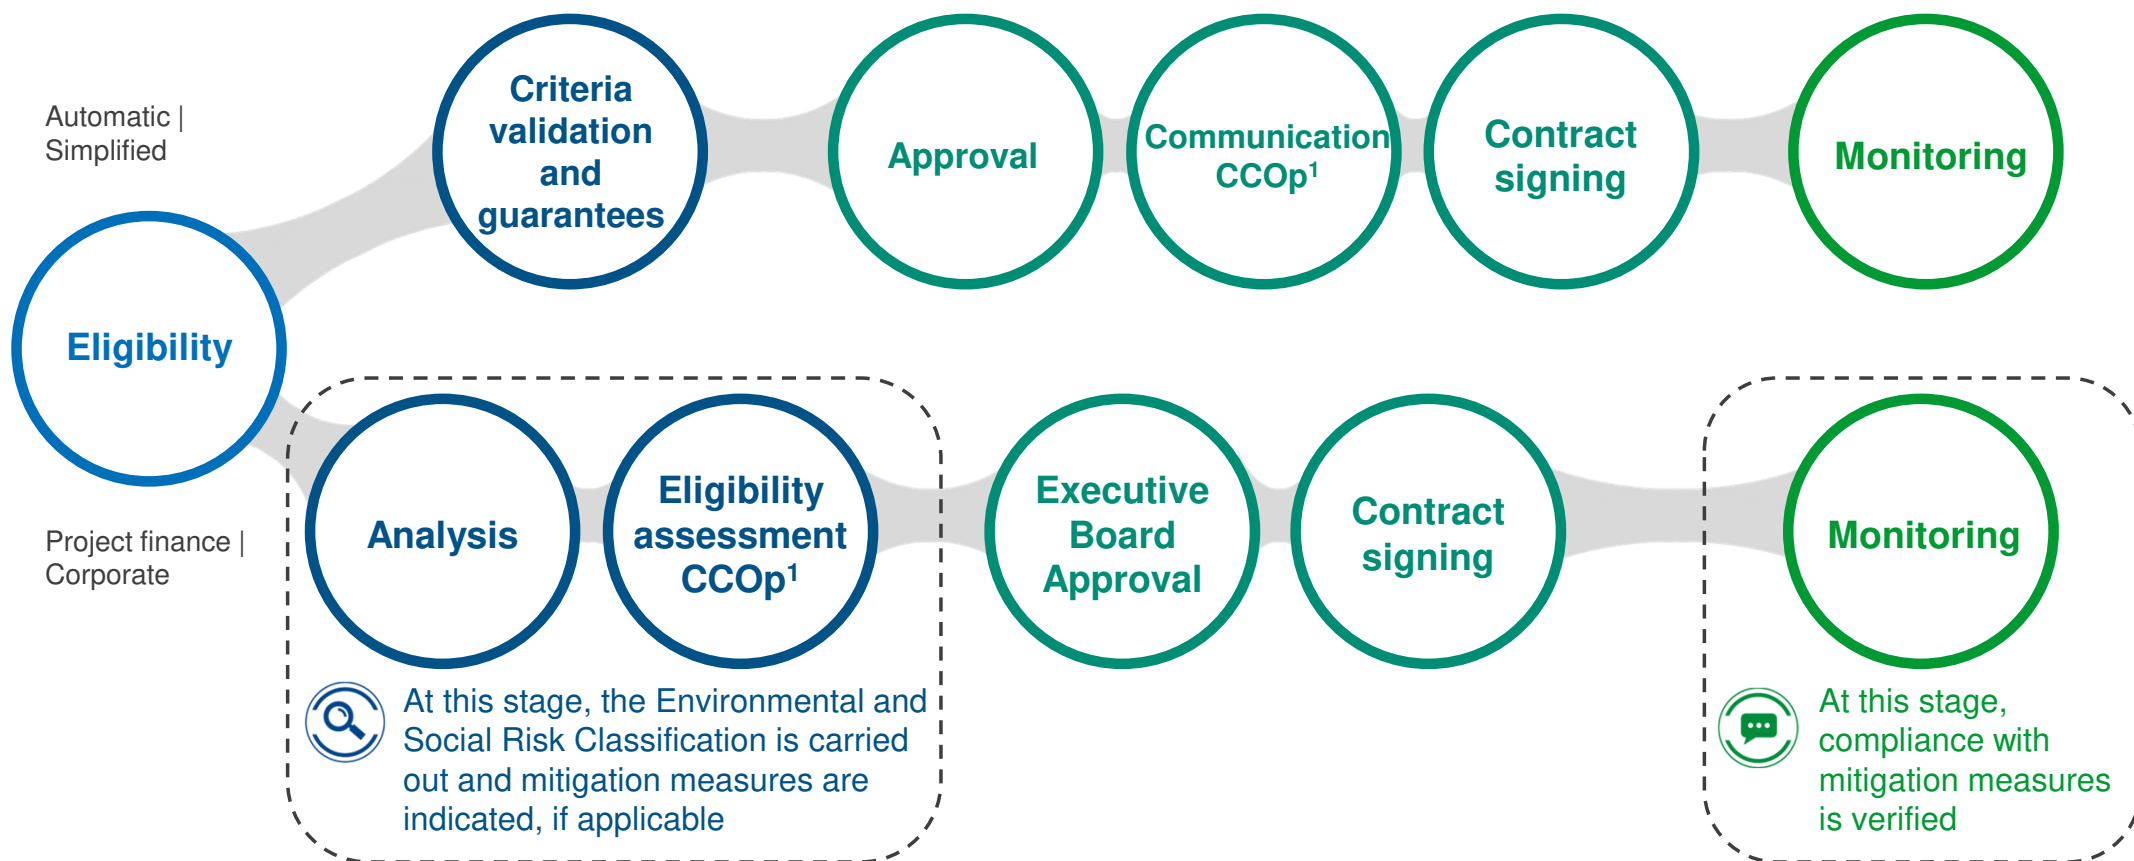 Automatic |
Simplified
Criteria
validation
and
guarantees
Approval
Communication
CCOp¹
Contract
signing
Monitoring
Eligibility
Project finance |
Corporate
Analysis
Eligibility
assessment
CCOp¹
Executive
Board
Approval
Contract
signing
Monitoring
At this stage, the Environmental and
Social Risk Classification is carried
out and mitigation measures are
indicated, if applicable
At this stage,
compliance with
mitigation measures
is verified